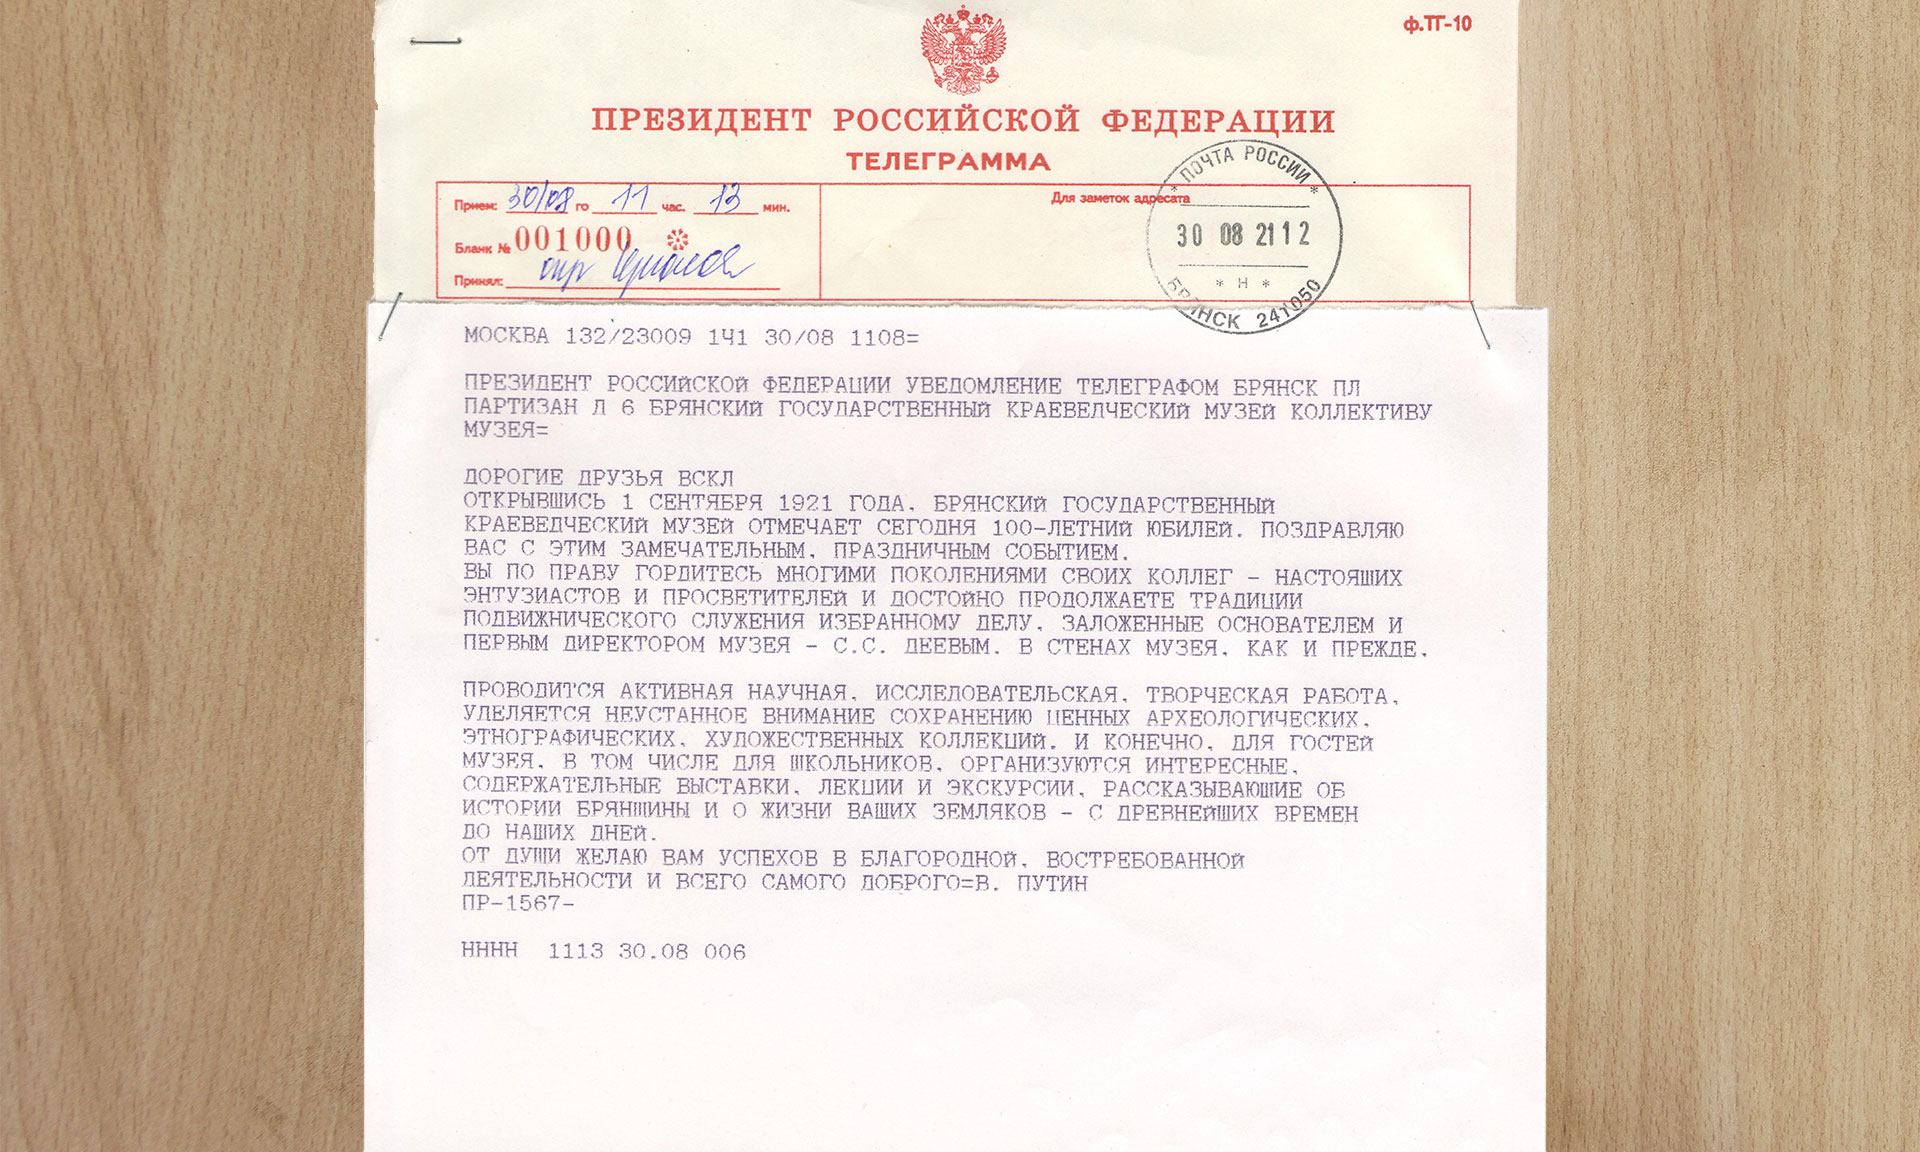 ф.ТГ-10
ПРЕЗИДЕНТ РОССИЙСКОЙ ФЕДЕРАЦИИ
ТЕЛЕГРАММА
Прием: 30/08 го 11 час. 13 мин.
Для заметок адресата
Бланк № 001000
Принял:
* ПОЧТА РОССИИ *
30 08 21 12
* Н *
БРЯНСК 241050
МОСКВА 132/23009 1Ч1 30/08 1108=
ПРЕЗИДЕНТ РОССИЙСКОЙ ФЕДЕРАЦИИ УВЕДОМЛЕНИЕ ТЕЛЕГРАФОМ БРЯНСК ПЛ
ПАРТИЗАН Д 6 БРЯНСКИЙ ГОСУДАРСТВЕННЫЙ КРАЕВЕДЧЕСКИЙ МУЗЕЙ КОЛЛЕКТИВУ
МУЗЕЯ=
ДОРОГИЕ ДРУЗЬЯ ВСКЛ
ОТКРЫВШИСЬ 1 СЕНТЯБРЯ 1921 ГОДА, БРЯНСКИЙ ГОСУДАРСТВЕННЫЙ
КРАЕВЕДЧЕСКИЙ МУЗЕЙ ОТМЕЧАЕТ СЕГОДНЯ 100-ЛЕТНИЙ ЮБИЛЕЙ. ПОЗДРАВЛЯЮ
ВАС С ЭТИМ ЗАМЕЧАТЕЛЬНЫМ, ПРАЗДНИЧНЫМ СОБЫТИЕМ.
ВЫ ПО ПРАВУ ГОРДИТЕСЬ МНОГИМИ ПОКОЛЕНИЯМИ СВОИХ КОЛЛЕГ - НАСТОЯЩИХ
ЭНТУЗИАСТОВ И ПРОСВЕТИТЕЛЕЙ И ДОСТОЙНО ПРОДОЛЖАЕТЕ ТРАДИЦИИ
ПОДВИЖНИЧЕСКОГО СЛУЖЕНИЯ ИЗБРАННОМУ ДЕЛУ, ЗАЛОЖЕННЫЕ ОСНОВАТЕЛЕМ И
ПЕРВЫМ ДИРЕКТОРОМ МУЗЕЯ - С.С. ДЕЕВЫМ. В СТЕНАХ МУЗЕЯ, КАК И ПРЕЖДЕ,
ПРОВОДИТСЯ АКТИВНАЯ НАУЧНАЯ, ИССЛЕДОВАТЕЛЬСКАЯ, ТВОРЧЕСКАЯ РАБОТА,
УДЕЛЯЕТСЯ НЕУСТАННОЕ ВНИМАНИЕ СОХРАНЕНИЮ ЦЕННЫХ АРХЕОЛОГИЧЕСКИХ,
ЭТНОГРАФИЧЕСКИХ, ХУДОЖЕСТВЕННЫХ КОЛЛЕКЦИЙ. И КОНЕЧНО, ДЛЯ ГОСТЕЙ
МУЗЕЯ, В ТОМ ЧИСЛЕ ДЛЯ ШКОЛЬНИКОВ, ОРГАНИЗУЮТСЯ ИНТЕРЕСНЫЕ,
СОДЕРЖАТЕЛЬНЫЕ ВЫСТАВКИ, ЛЕКЦИИ И ЭКСКУРСИИ, РАССКАЗЫВАЮЩИЕ ОБ
ИСТОРИИ БРЯНЩИНЫ И О ЖИЗНИ ВАШИХ ЗЕМЛЯКОВ - С ДРЕВНЕЙШИХ ВРЕМЕН
ДО НАШИХ ДНЕЙ.
ОТ ДУШИ ЖЕЛАЮ ВАМ УСПЕХОВ В БЛАГОРОДНОЙ, ВОСТРЕБОВАННОЙ
ДЕЯТЕЛЬНОСТИ И ВСЕГО САМОГО ДОБРОГО=В. ПУТИН
ПР-1567-
НННН 1113 30.08 006